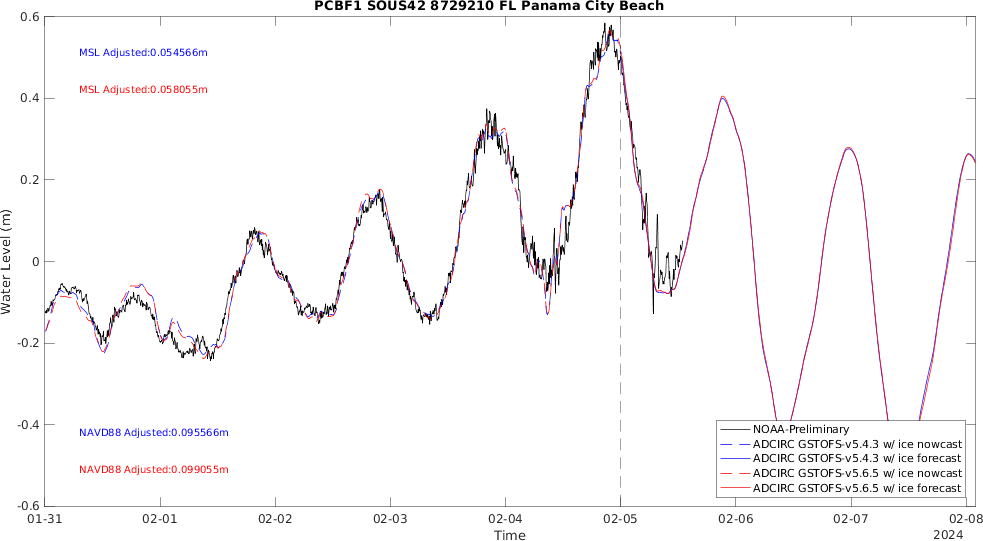 PCBF1 SOUS42 8729210 FL Panama City Beach
0.6
MSL Adjusted:0.054566m
MSL Adjusted:0.058055m
0.4
0.2
0
-0.2
-0.4
-0.6
Water Level (m)
NAVD88 Adjusted:0.095566m
NAVD88 Adjusted:0.099055m
NOAA-Preliminary
ADCIRC GSTOFS-v5.4.3 w/ ice nowcast
ADCIRC GSTOFS-v5.4.3 w/ ice forecast
ADCIRC GSTOFS-v5.6.5 w/ ice nowcast
ADCIRC GSTOFS-v5.6.5 w/ ice forecast
01-31 02-01 02-02 02-03 02-04 02-05 02-06 02-07 02-08
Time
2024